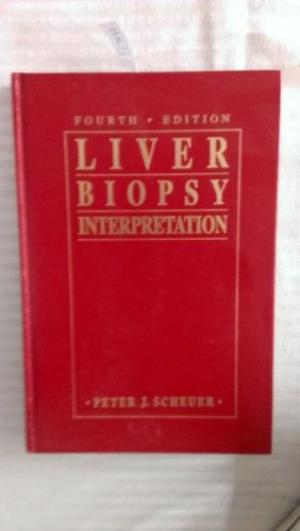 FOURTH · EDITION
LIVER
BIOPSY
INTERPRETATION
· PETER J. SCHEUER ·